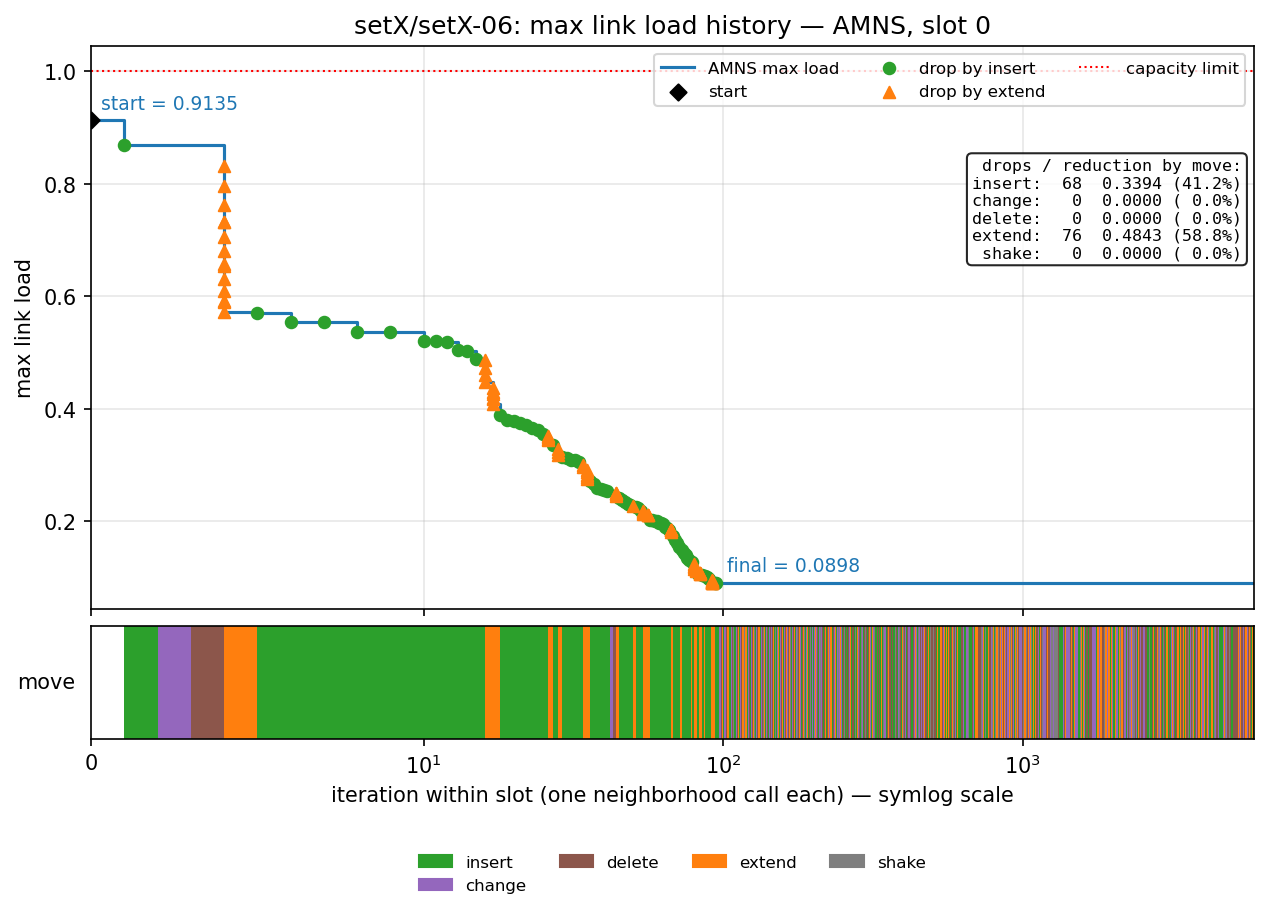 setX/setX-06: max link load history — AMNS, slot 0
AMNS max load
start
drop by insert
drop by extend
capacity limit
start = 0.9135
drops / reduction by move:
insert: 68 0.3394 (41.2%)
change: 0 0.0000 ( 0.0%)
delete: 0 0.0000 ( 0.0%)
extend: 76 0.4843 (58.8%)
shake: 0 0.0000 ( 0.0%)
max link load
1.0
0.8
0.6
0.4
0.2
final = 0.0898
move
0
10¹
10²
10³
iteration within slot (one neighborhood call each) — symlog scale
insert
change
delete
extend
shake